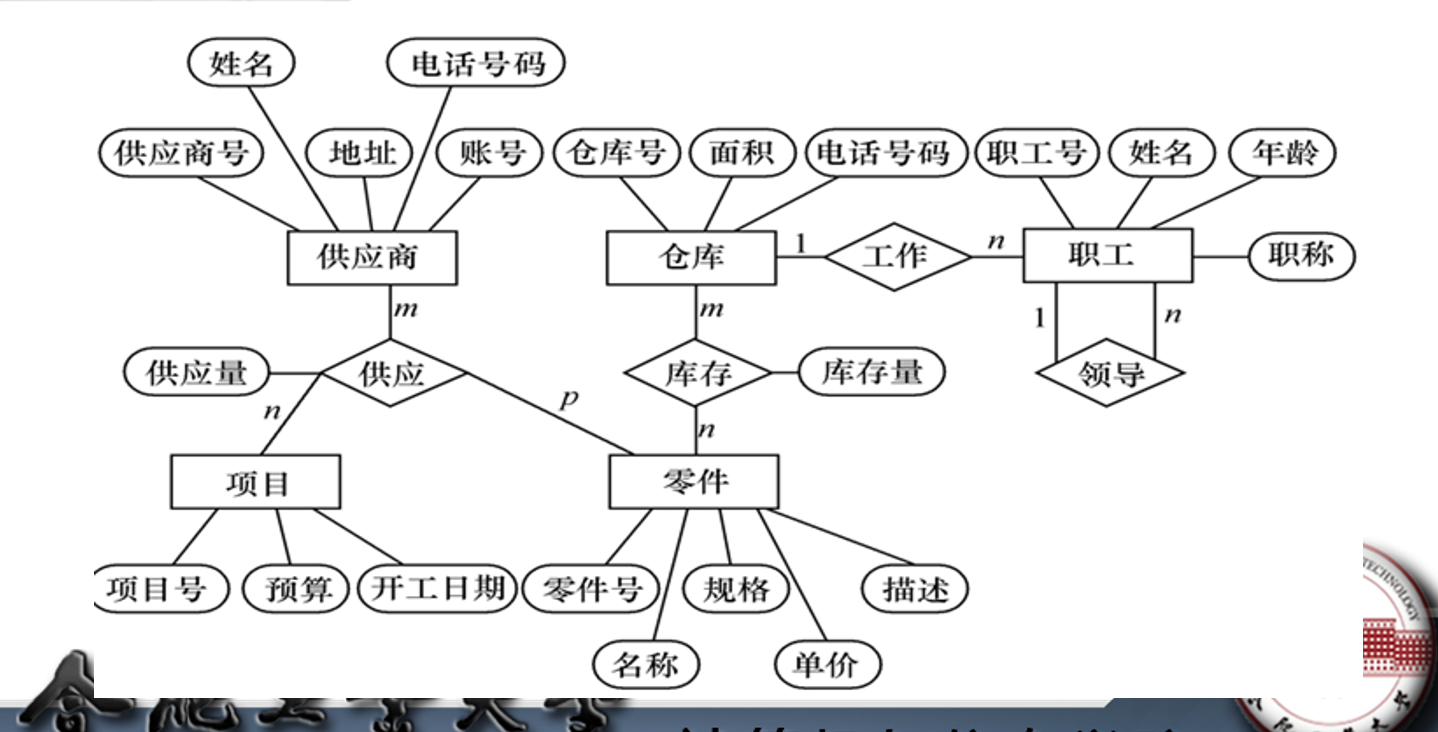 姓名 电话号码
供应商号 地址 账号 仓库号 面积 电话号码 职工号 姓名 年龄
供应商 仓库 1 工作 n 职工 职称
m m 1 n
供应量 供应 库存 库存量 领导
n p n
项目 零件
项目号 预算 开工日期 零件号 规格 描述
名称 单价
TECHNOLOGY